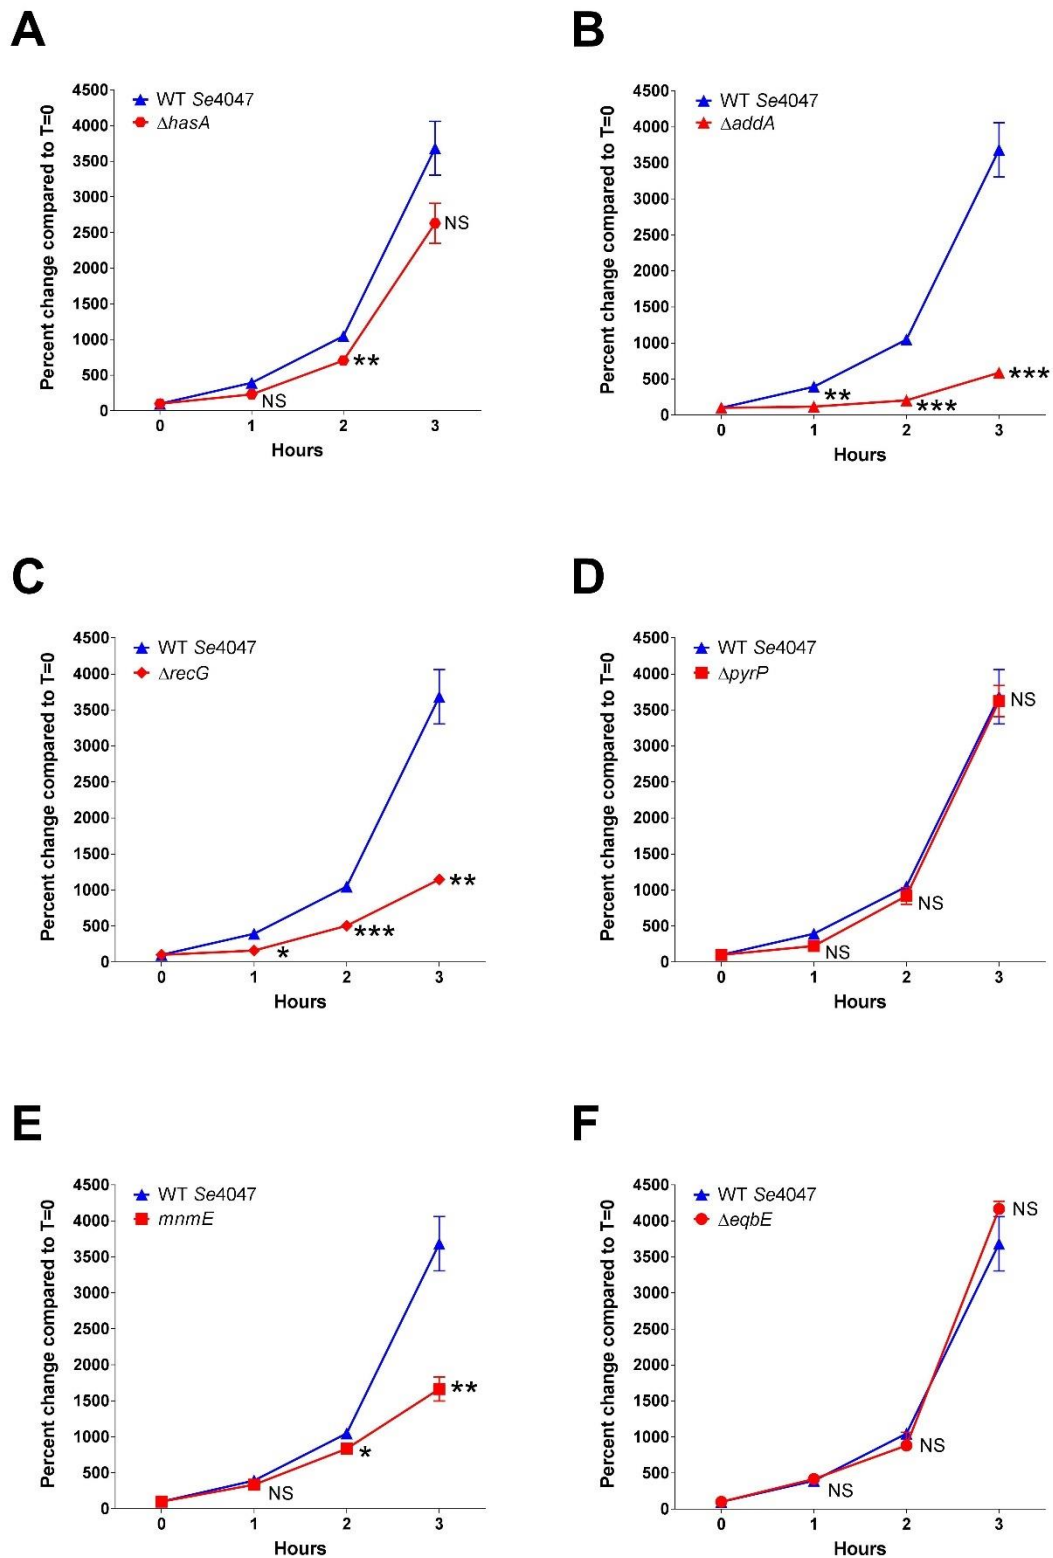 A
WT Se4047
ΔhasA
Percent change compared to T=0
4500
4000
3500
3000
2500
2000
1500
1000
500
0
NS
**
NS
0 1 2 3
Hours
B
WT Se4047
ΔaddA
Percent change compared to T=0
4500
4000
3500
3000
2500
2000
1500
1000
500
0
**
***
***
0 1 2 3
Hours
C
WT Se4047
ΔrecG
Percent change compared to T=0
4500
4000
3500
3000
2500
2000
1500
1000
500
0
*
***
**
0 1 2 3
Hours
D
WT Se4047
ΔpyrP
Percent change compared to T=0
4500
4000
3500
3000
2500
2000
1500
1000
500
0
NS
NS
NS
0 1 2 3
Hours
E
WT Se4047
mnmE
Percent change compared to T=0
4500
4000
3500
3000
2500
2000
1500
1000
500
0
NS
*
**
0 1 2 3
Hours
F
WT Se4047
ΔeqbE
Percent change compared to T=0
4500
4000
3500
3000
2500
2000
1500
1000
500
0
NS
NS
NS
0 1 2 3
Hours